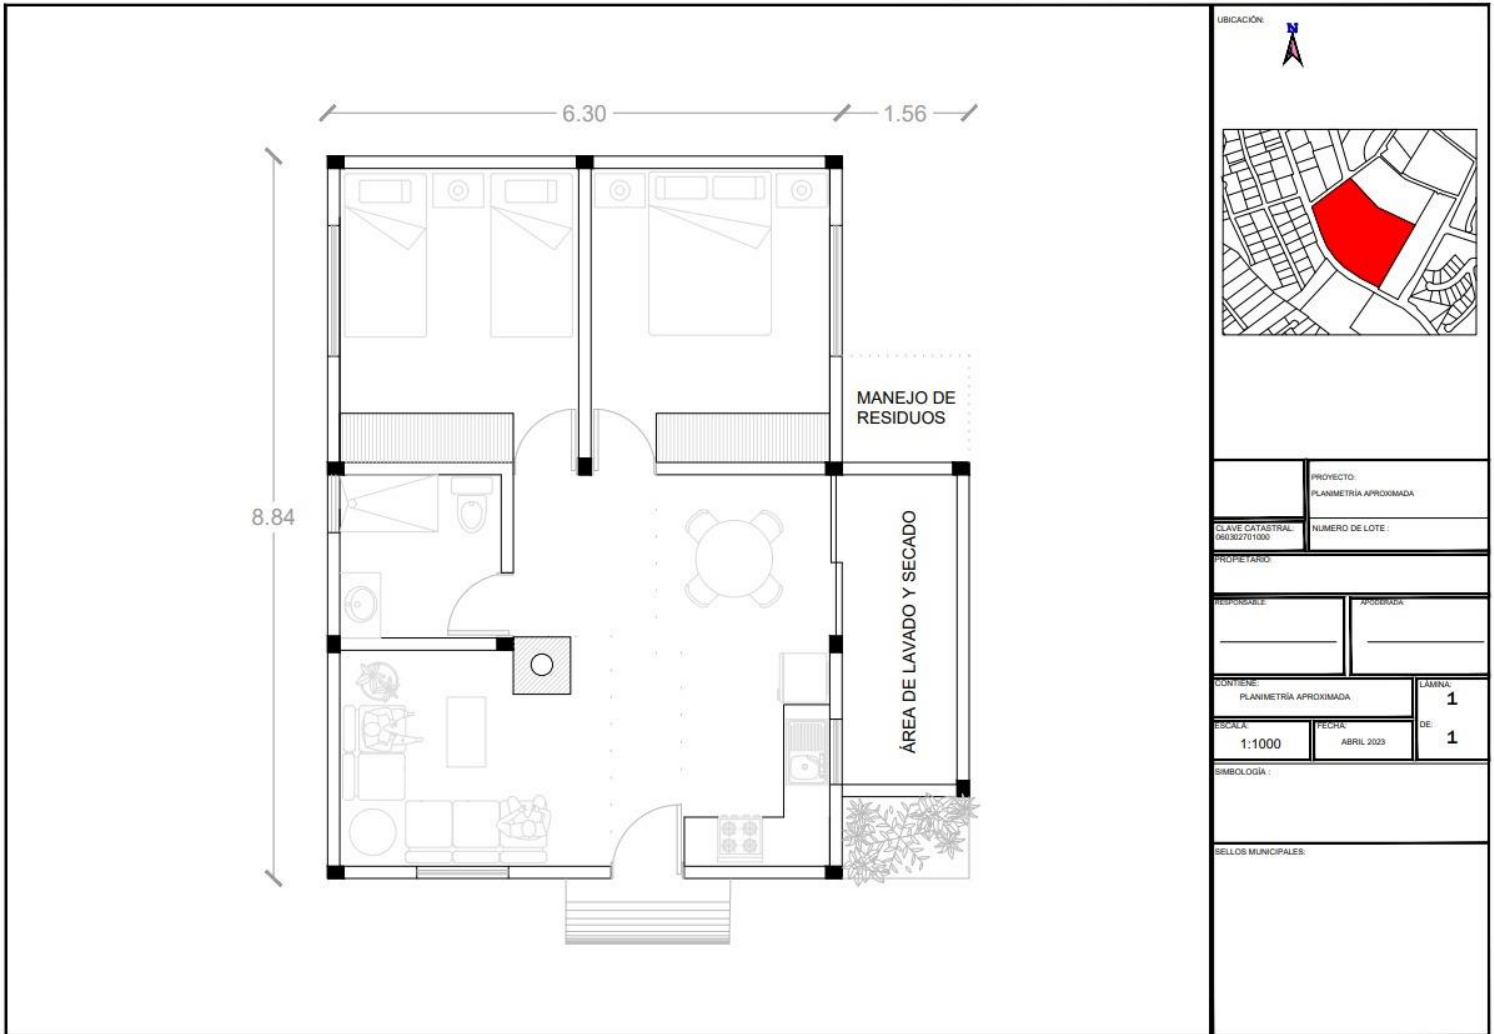 6.30
1.56
8.84
MANEJO DE
RESIDUOS
ÁREA DE LAVADO Y SECADO
UBICACIÓN:
N
PROYECTO:
PLANIMETRÍA APROXIMADA
CLAVE CATASTRAL:
060302701000
NUMERO DE LOTE :
PROPIETARIO:
RESPONSABLE:
APODERADA:
CONTIENE:
PLANIMETRÍA APROXIMADA
LÁMINA:
1
DE:
1
ESCALA:
1:1000
FECHA:
ABRIL 2023
SIMBOLOGÍA :
SELLOS MUNICIPALES: